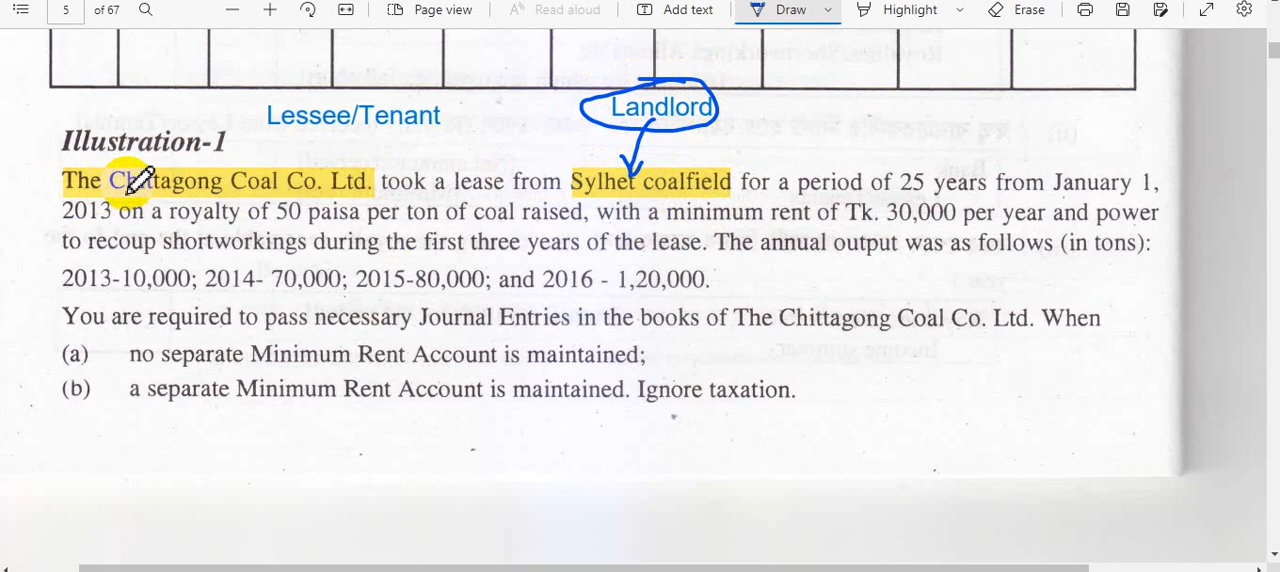 5 of 67 Page view Read aloud Add text Draw Highlight Erase
Lessee/Tenant Landlord
Illustration-1
The Chittagong Coal Co. Ltd. took a lease from Sylhet coalfield for a period of 25 years from January 1,
2013 on a royalty of 50 paisa per ton of coal raised, with a minimum rent of Tk. 30,000 per year and power
to recoup shortworkings during the first three years of the lease. The annual output was as follows (in tons):
2013-10,000; 2014- 70,000; 2015-80,000; and 2016 - 1,20,000.
You are required to pass necessary Journal Entries in the books of The Chittagong Coal Co. Ltd. When
(a) no separate Minimum Rent Account is maintained;
(b) a separate Minimum Rent Account is maintained. Ignore taxation.